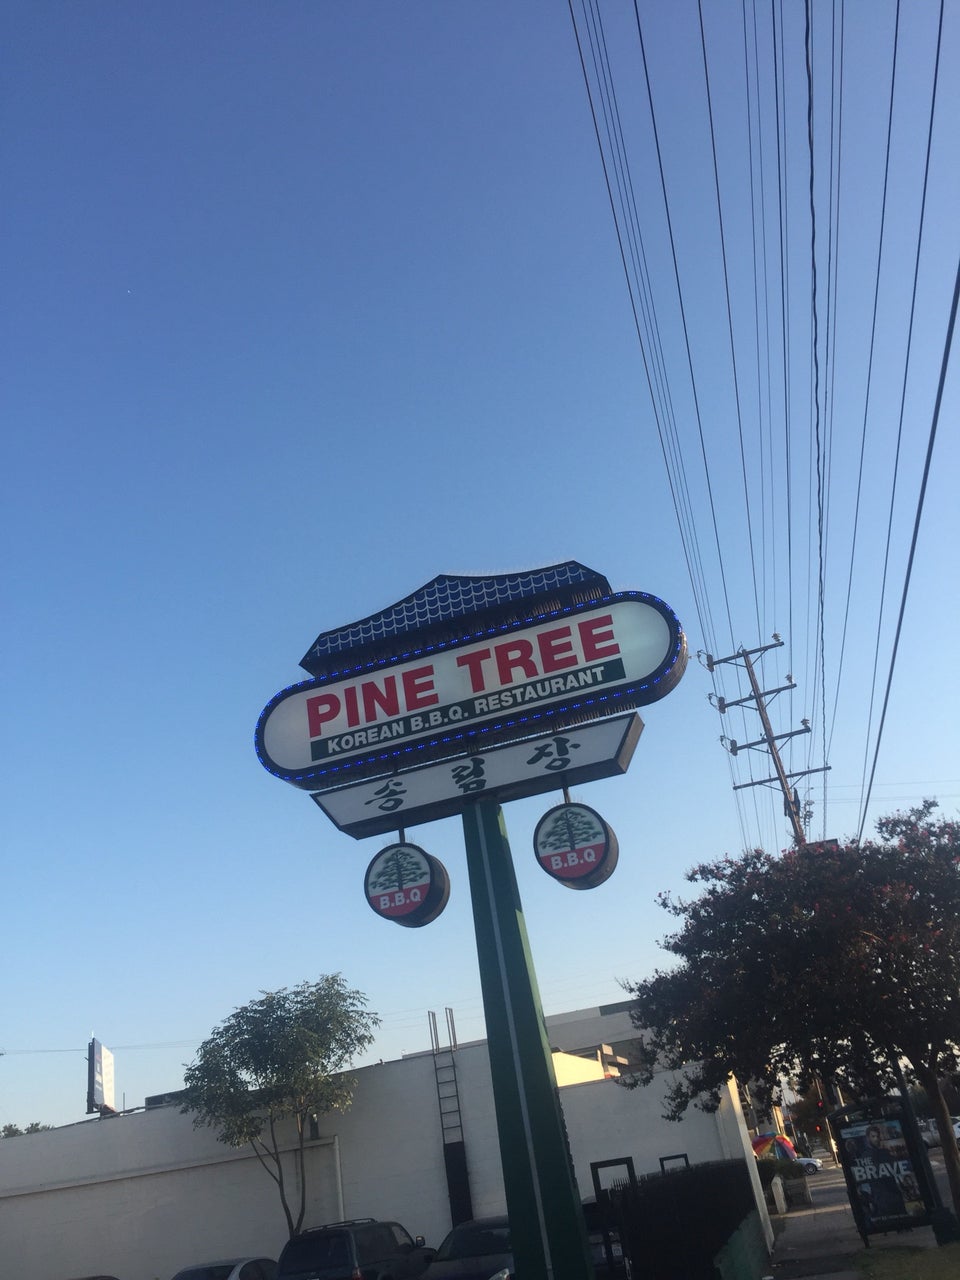 PINE TREE
KOREAN B.B.Q. RESTAURANT
송림장
B.B.Q
B.B.Q
THE
BRAVE